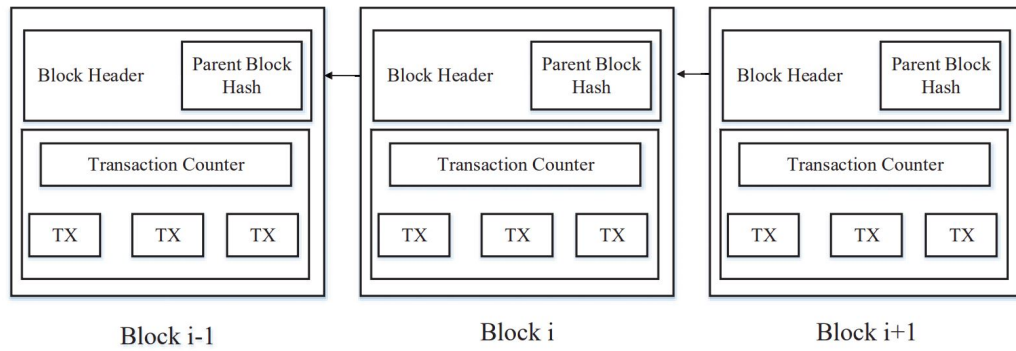 Block Header
Parent Block
Hash
Transaction Counter
TX TX TX
Block i-1
Block Header
Parent Block
Hash
Transaction Counter
TX TX TX
Block i
Block Header
Parent Block
Hash
Transaction Counter
TX TX TX
Block i+1